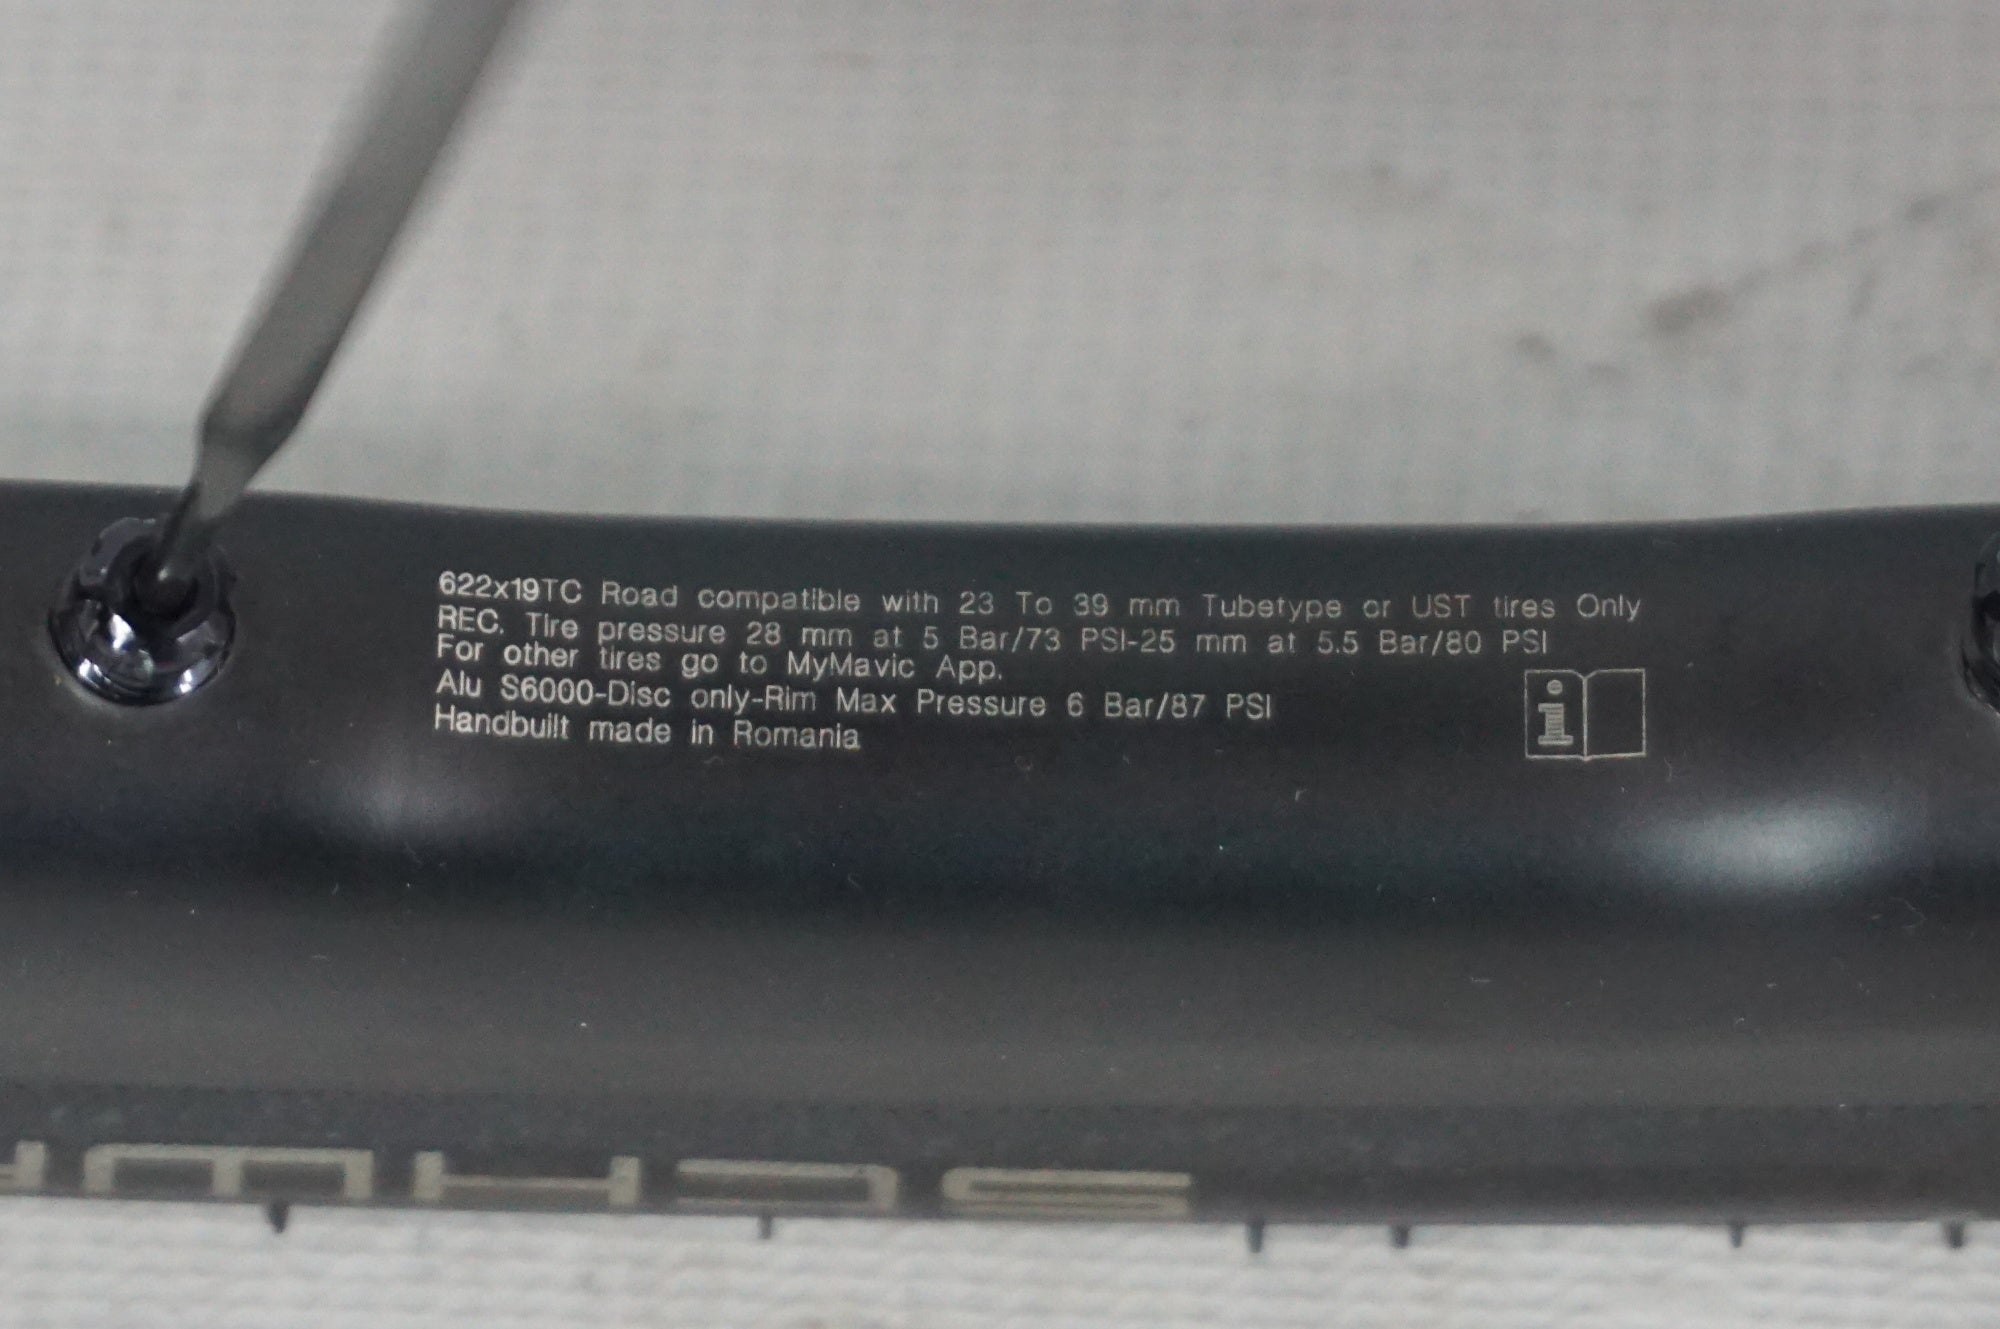 622x19TC Road compatible with 23 To 39 mm Tubetype or UST tires Only
REC. Tire pressure 28 mm at 5 Bar/73 PSI-25 mm at 5.5 Bar/80 PSI
For other tires go to MyMavic App.
Alu S6000-Disc only-Rim Max Pressure 6 Bar/87 PSI
Handbuilt made in Romania